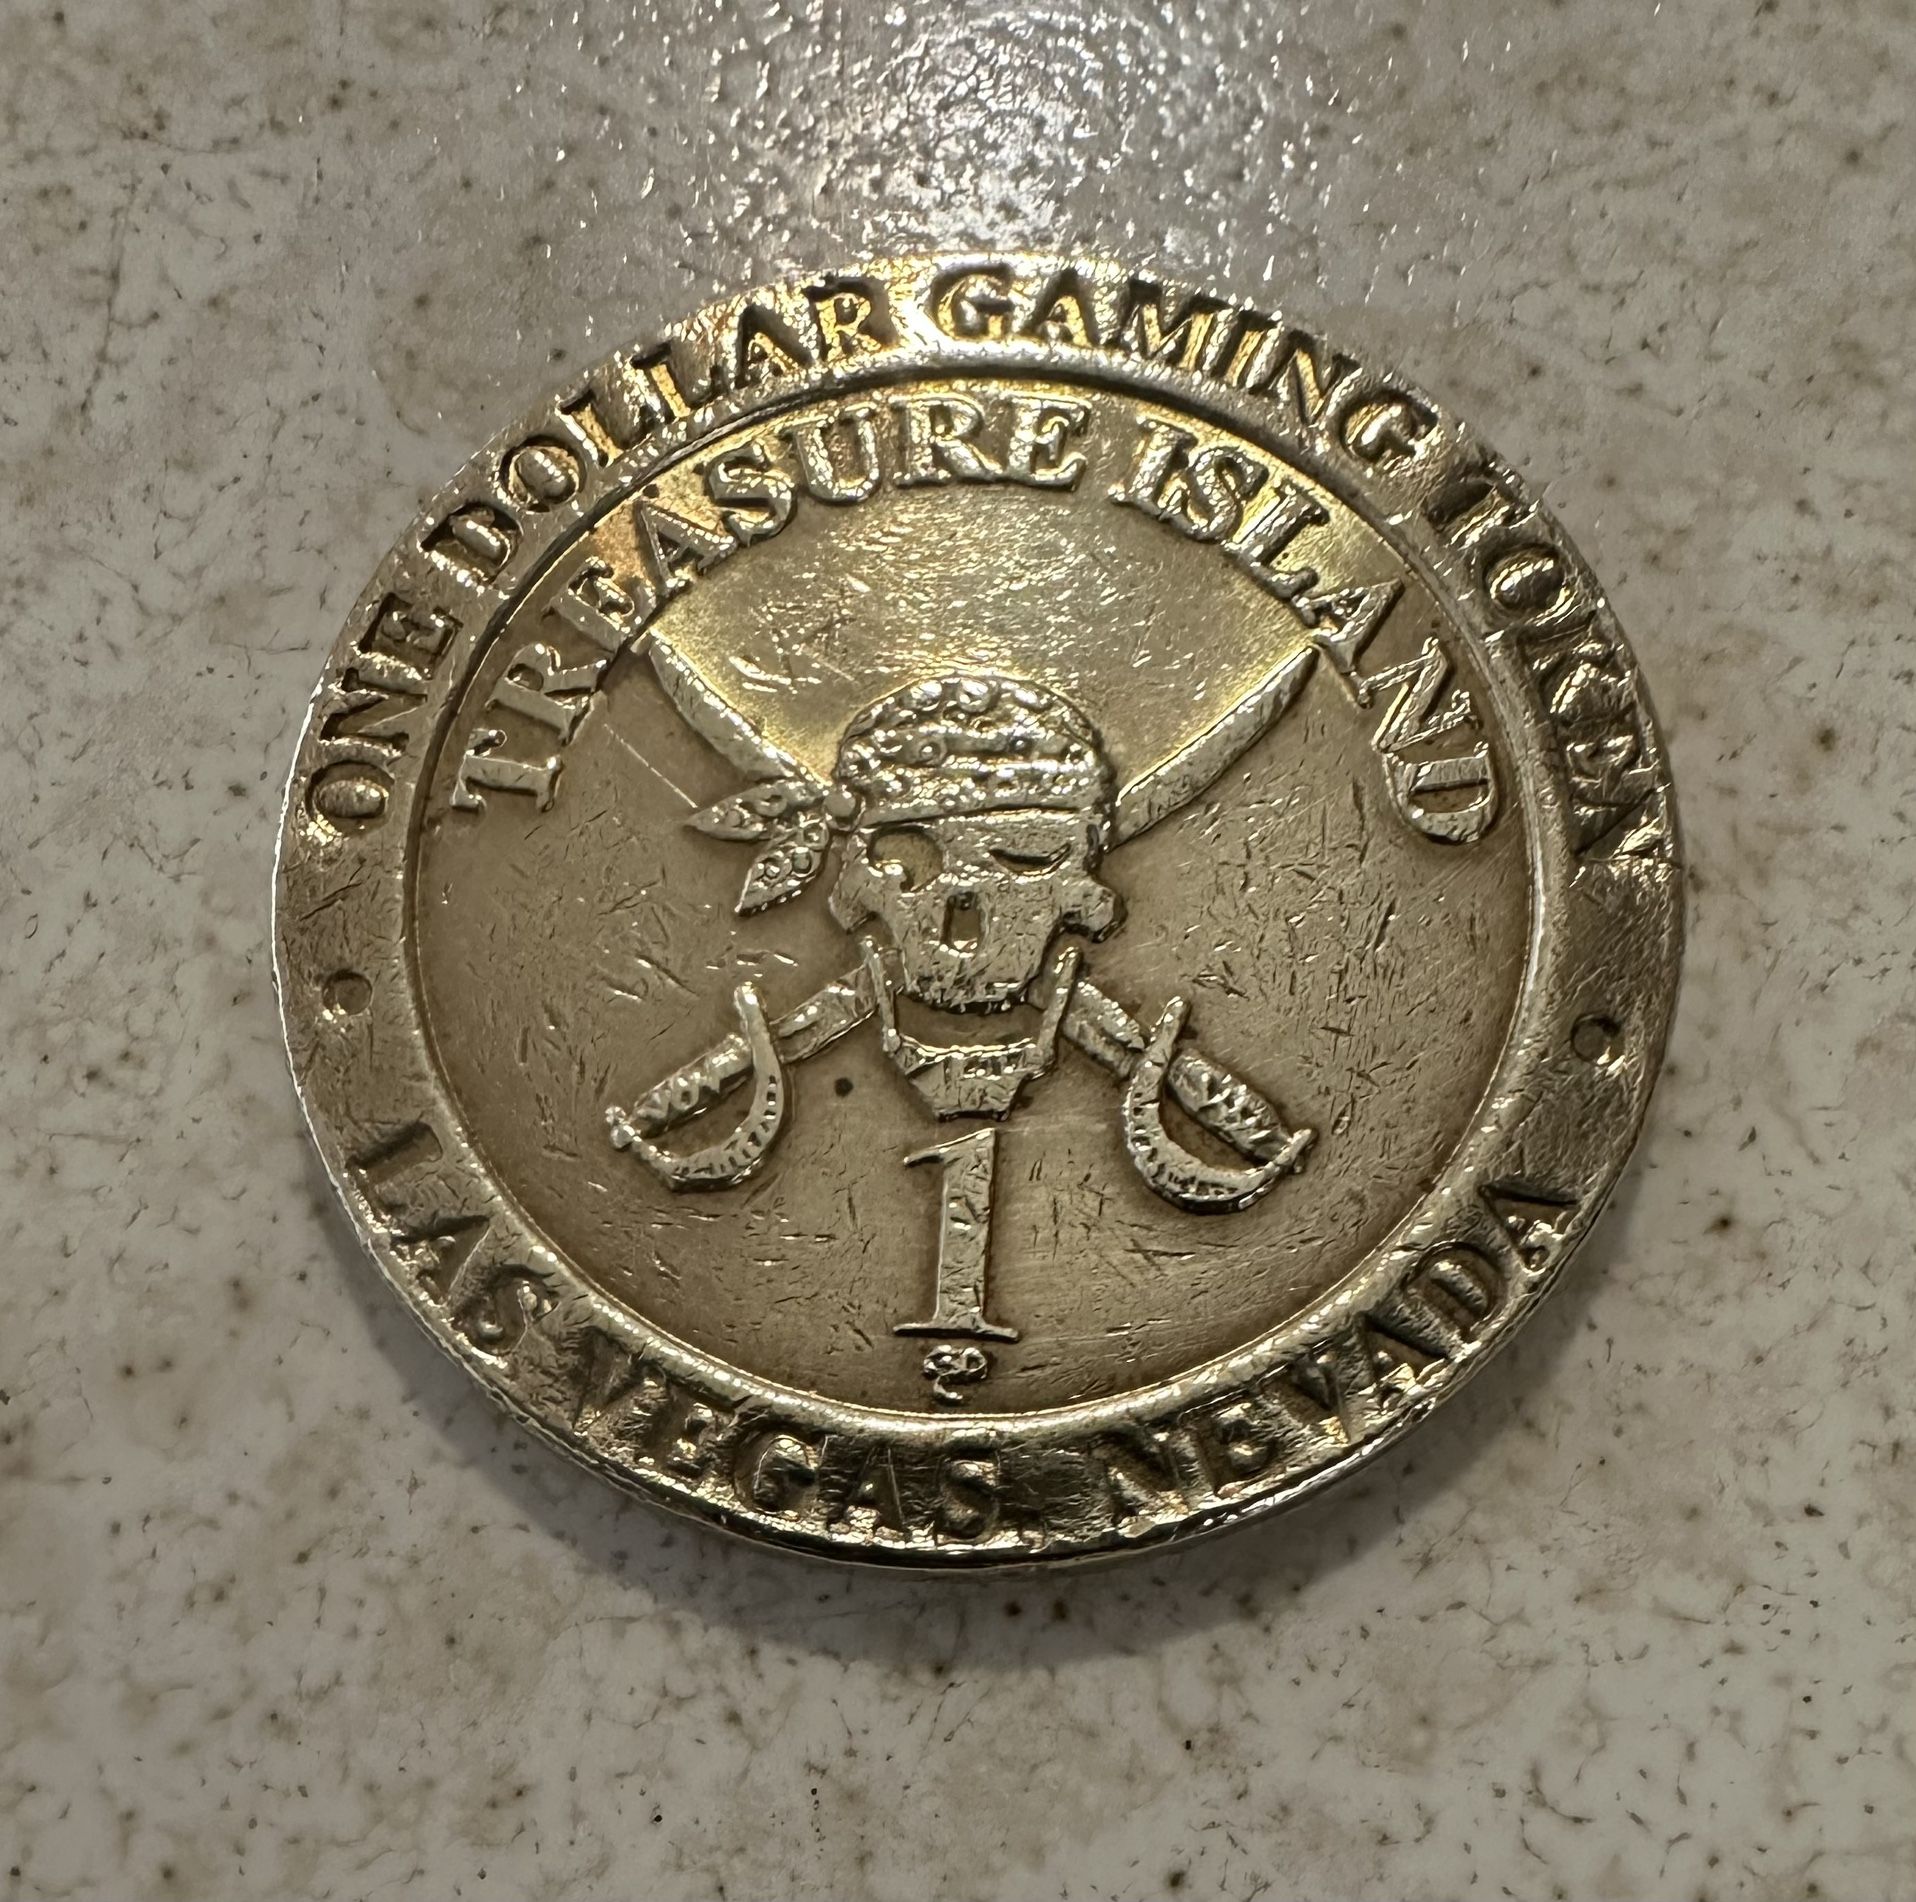 ONE DOLLAR GAMING TOKEN
TREASURE ISLAND
1
LAS VEGAS NEVADA